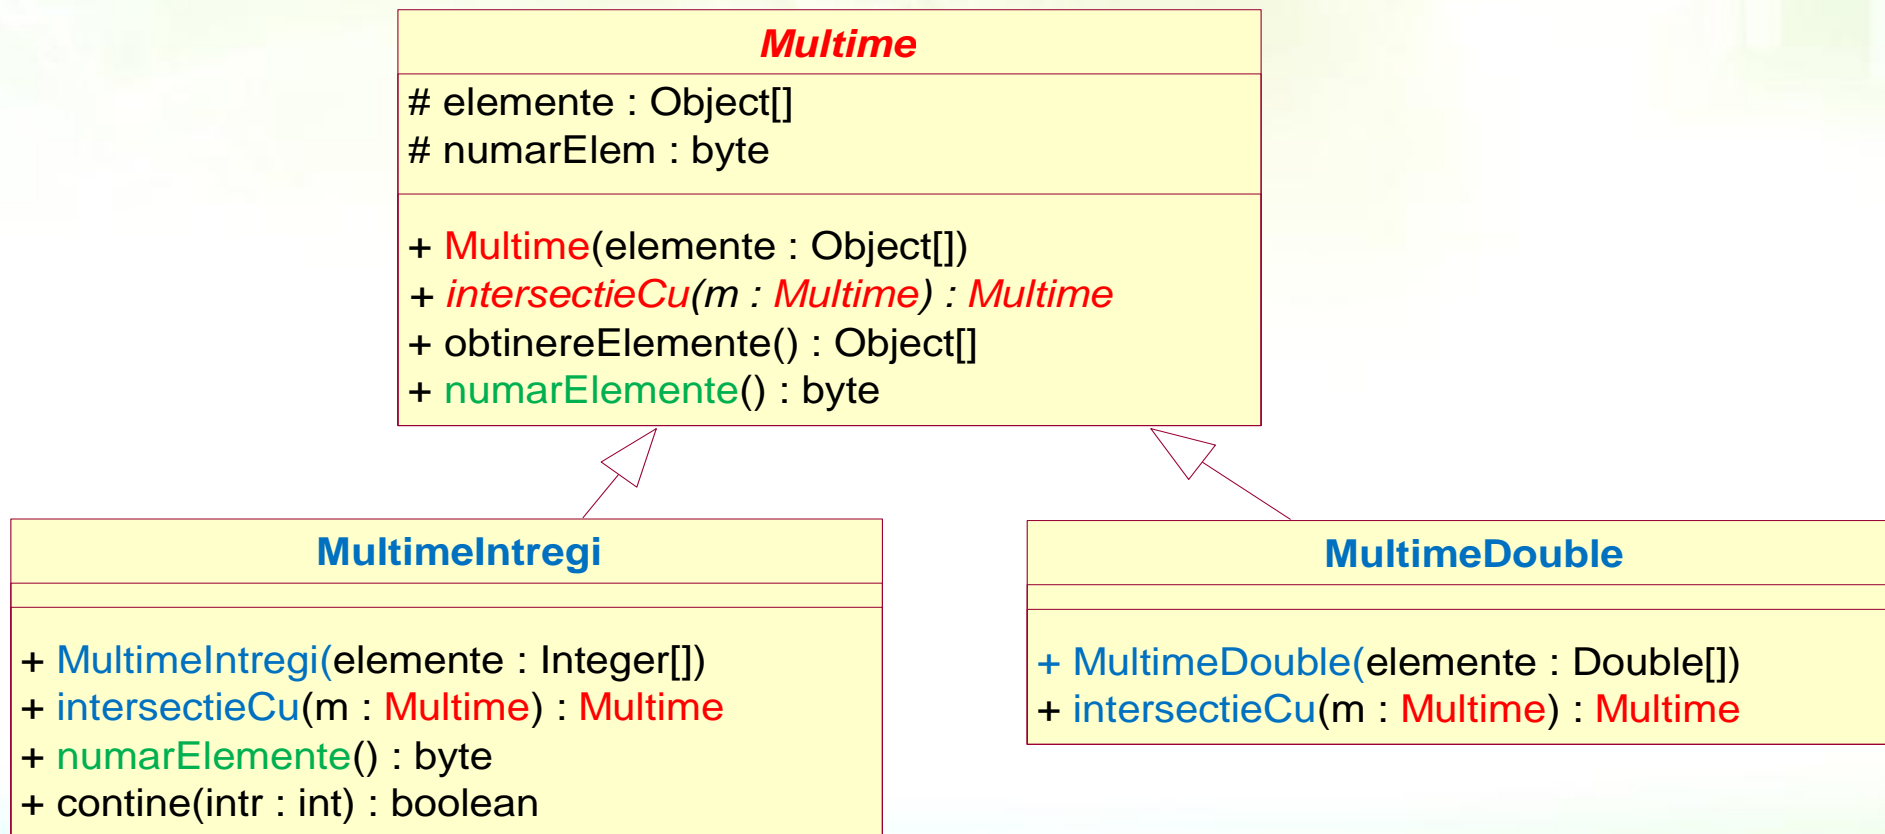 Multime
# elemente : Object[]
# numarElem : byte
+ Multime(elemente : Object[])
+ intersectieCu(m : Multime) : Multime
+ obtinereElemente() : Object[]
+ numarElemente() : byte
MultimeIntregi
+ MultimeIntregi(elemente : Integer[])
+ intersectieCu(m : Multime) : Multime
+ numarElemente() : byte
+ contine(intr : int) : boolean
MultimeDouble
+ MultimeDouble(elemente : Double[])
+ intersectieCu(m : Multime) : Multime